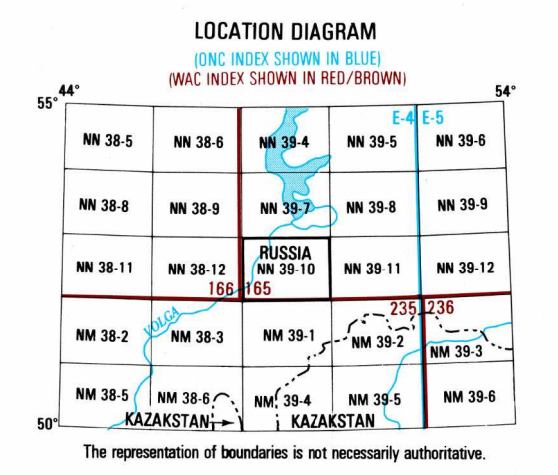 LOCATION DIAGRAM
(ONC INDEX SHOWN IN BLUE)
(WAC INDEX SHOWN IN RED/BROWN)
44° 54°
55°
E-4 E-5
NN 38-5 NN 38-6 NN 39-4 NN 39-5 NN 39-6
NN 38-8 NN 38-9 NN 39-7 NN 39-8 NN 39-9
RUSSIA
NN 38-11 NN 38-12 NN 39-10 NN 39-11 NN 39-12
166 165
235 236
VOLGA
NM 38-2 NM 38-3 NM 39-1 NM 39-2 NM 39-3
NM 38-5 NM 38-6 NM 39-4 NM 39-5 NM 39-6
50° KAZAKSTAN KAZAKSTAN
The representation of boundaries is not necessarily authoritative.